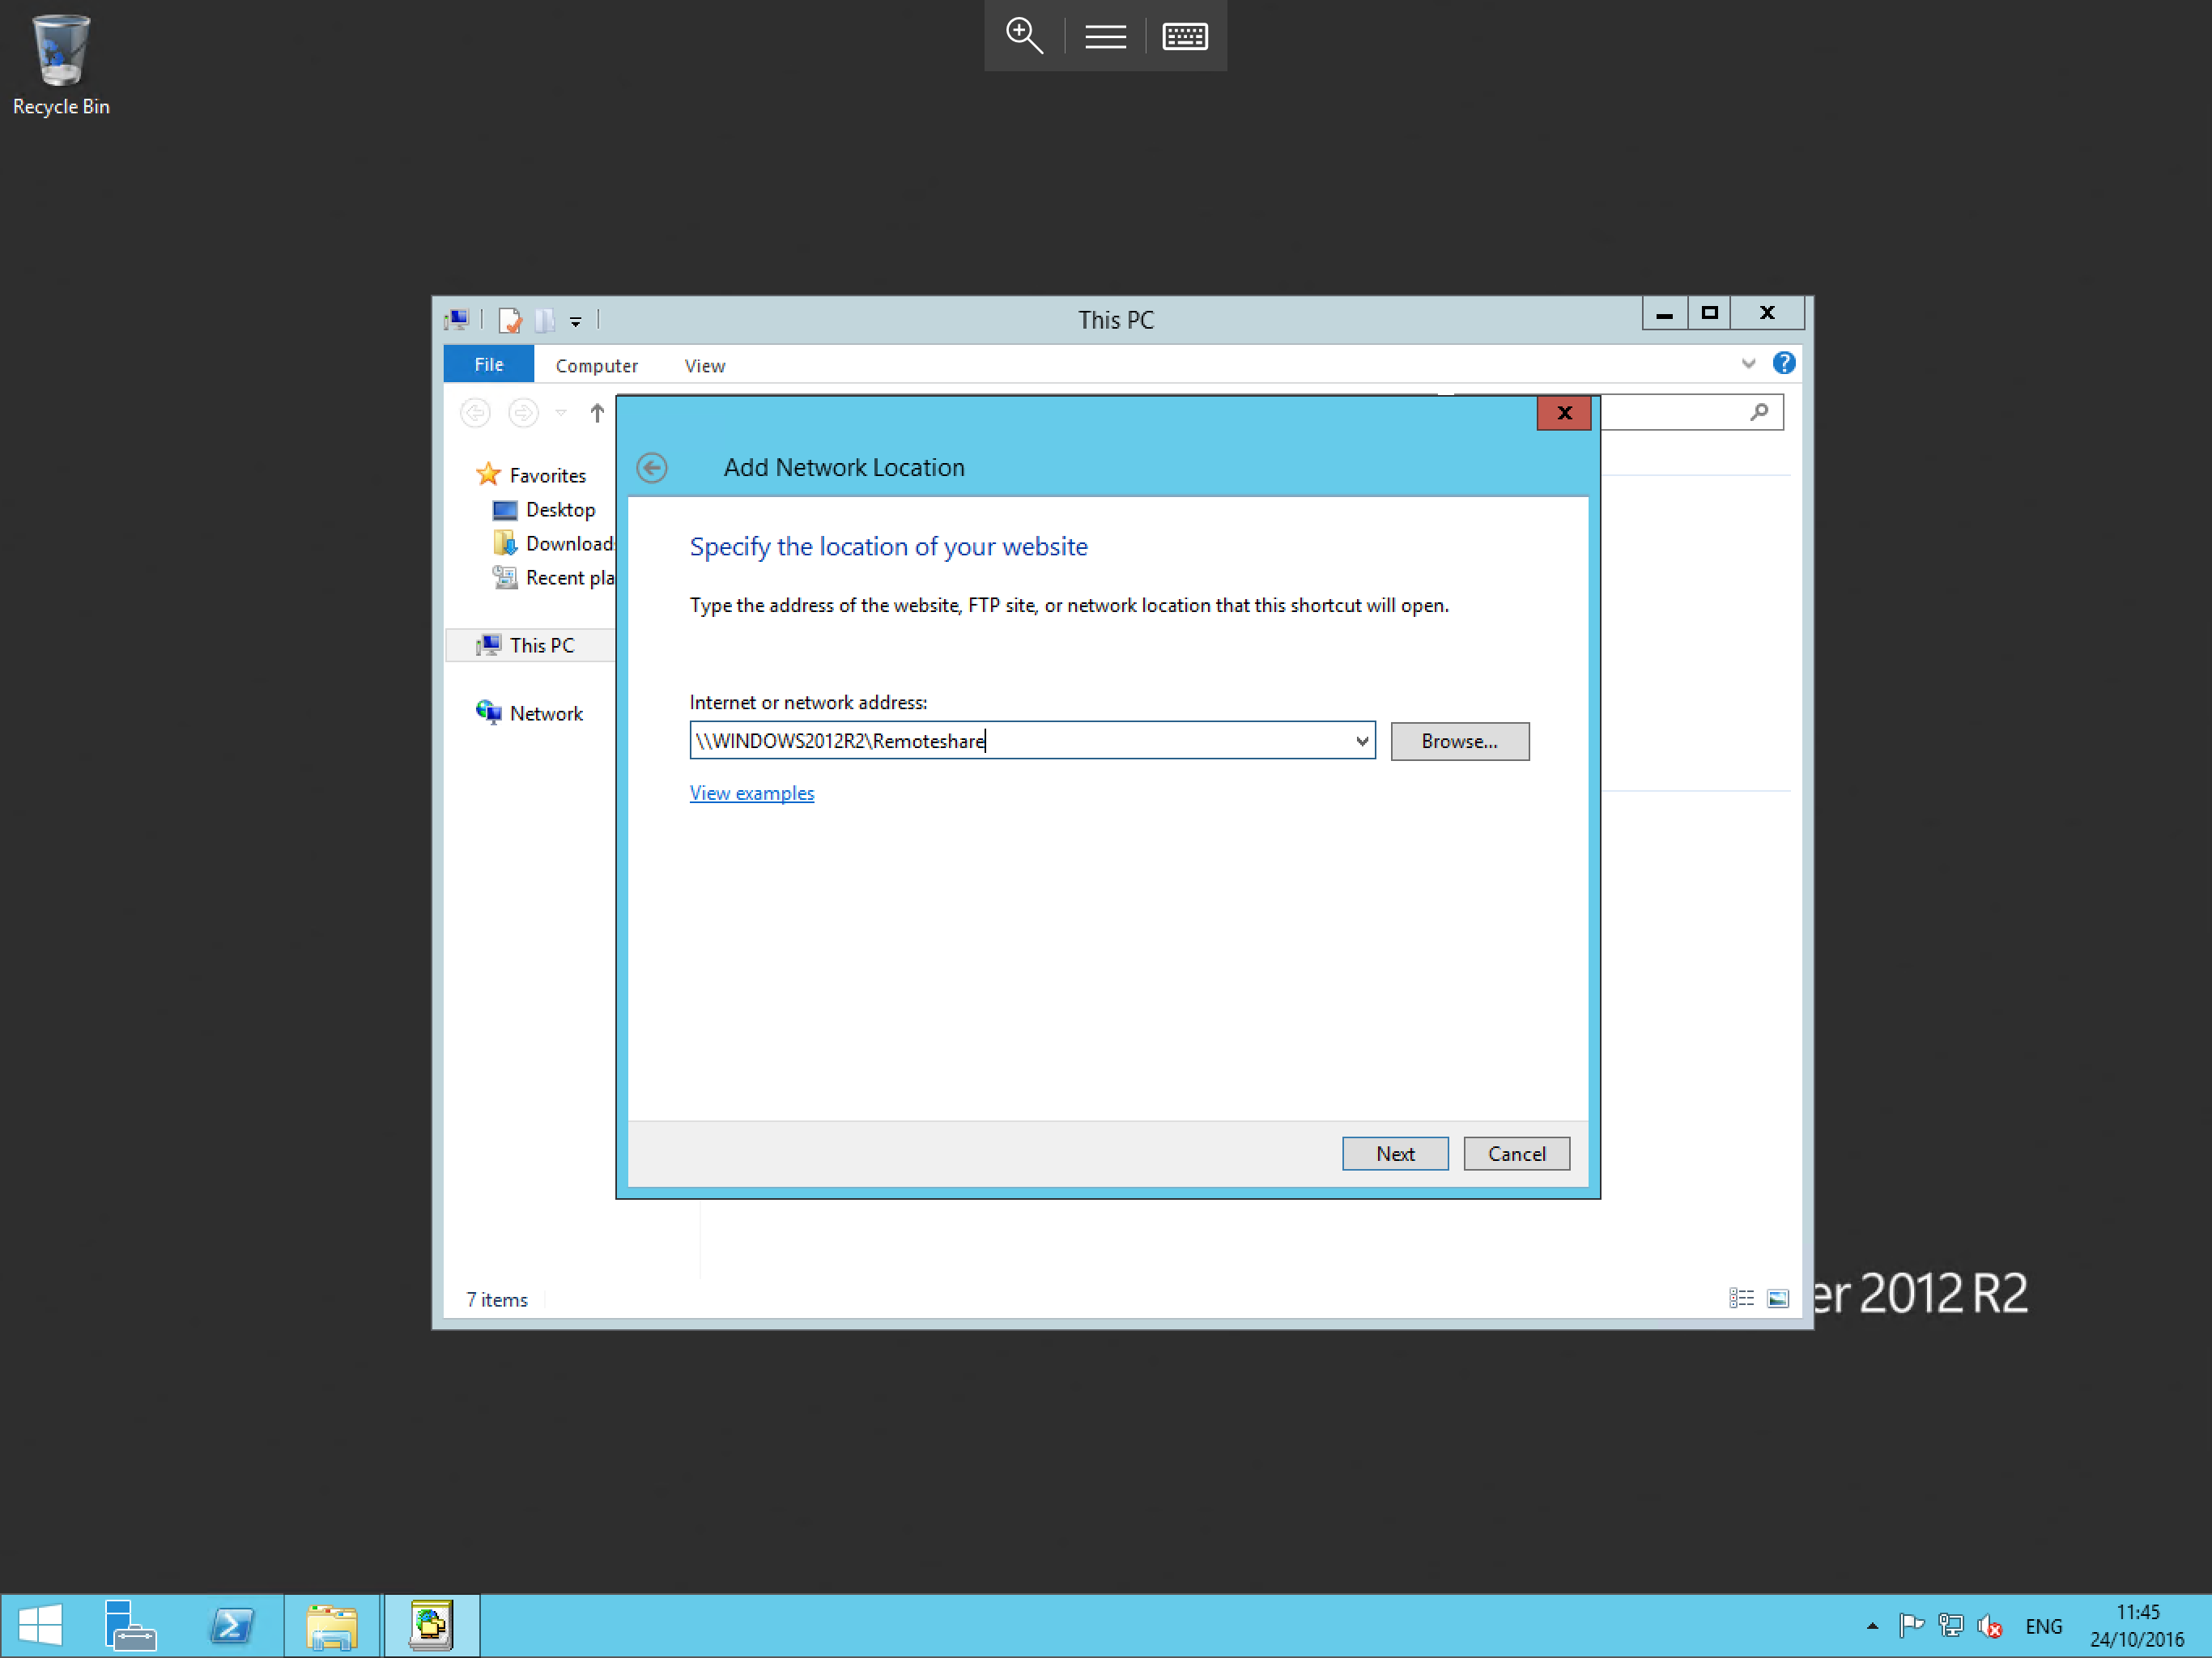 Recycle Bin
This PC
File
Computer
View
Add Network Location
Favorites
Desktop
Download
Recent pla
This PC
Network
Specify the location of your website
Type the address of the website, FTP site, or network location that this shortcut will open.
Internet or network address:
\\WINDOWS2012R2\Remoteshare
Browse...
View examples
Next
Cancel
7 items
er 2012 R2
ENG
11:45
24/10/2016